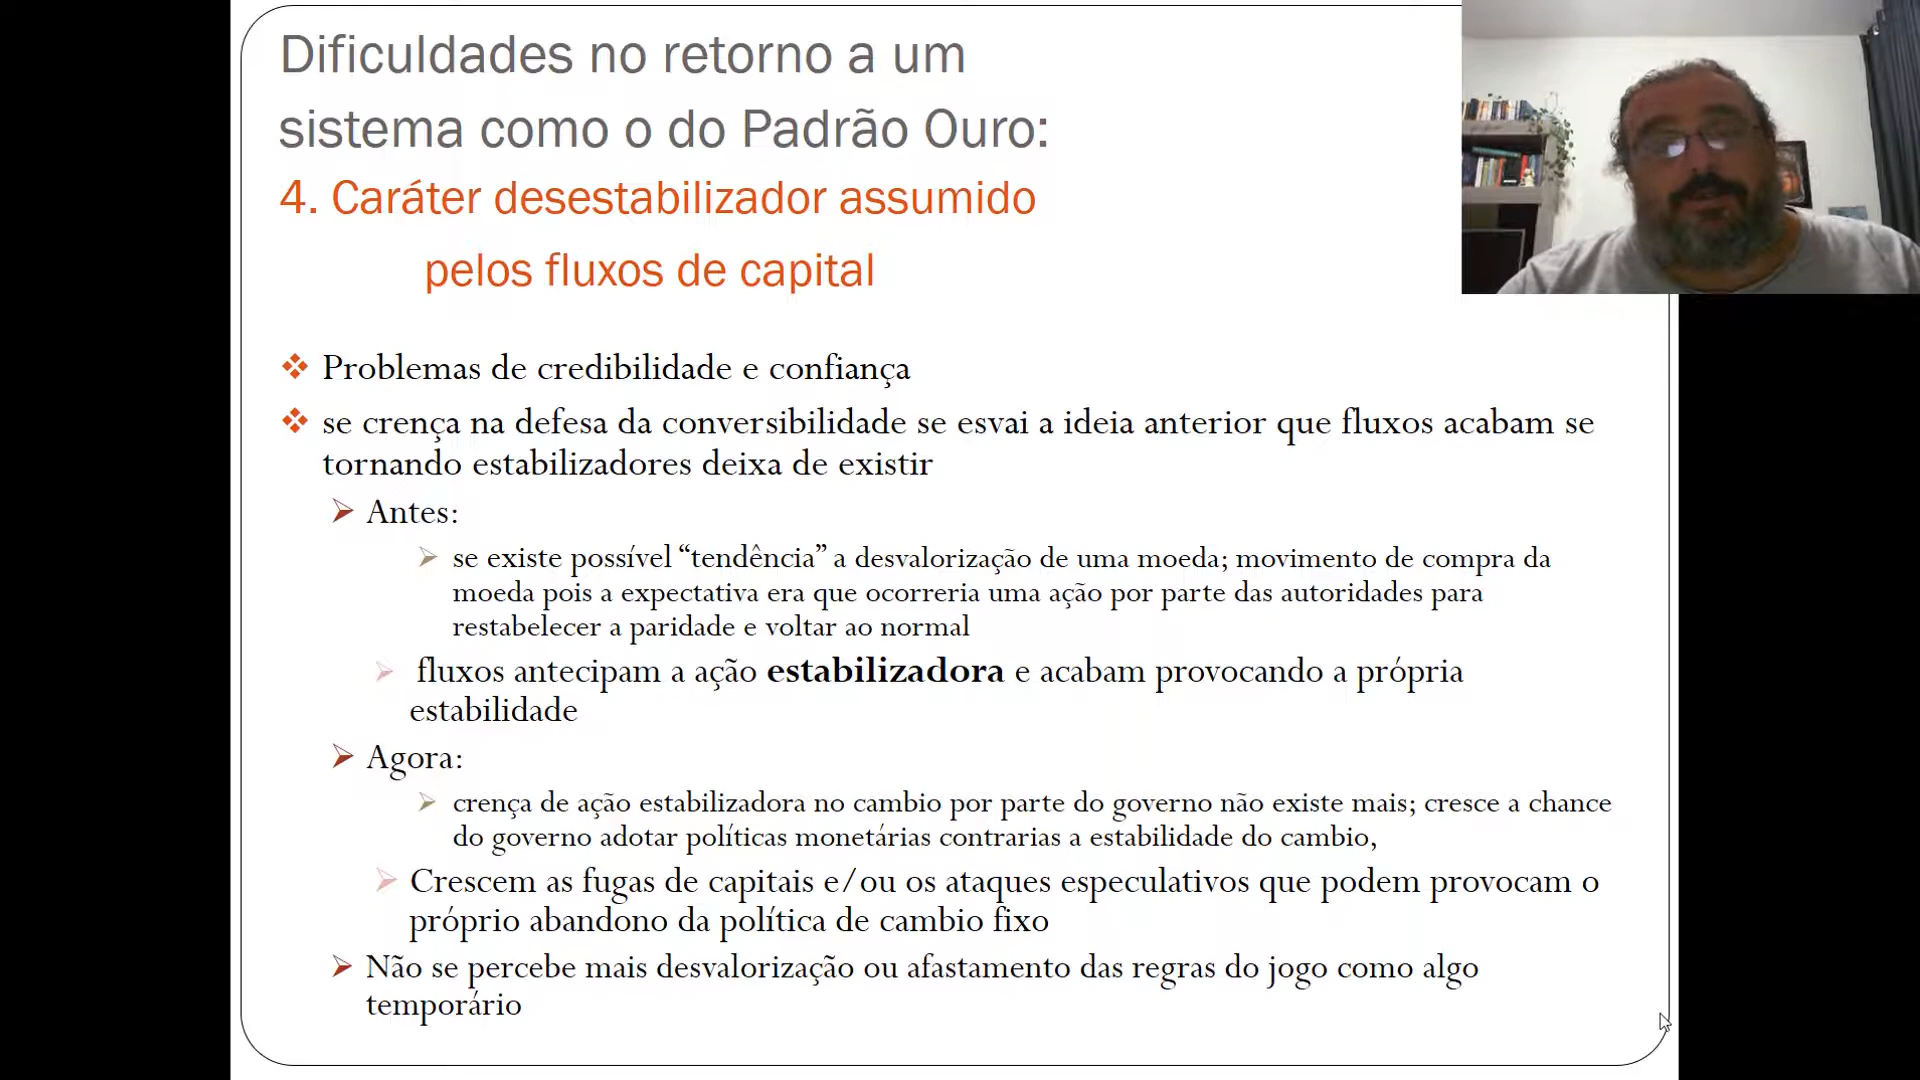 Dificuldades no retorno a um
sistema como o do Padrão Ouro:
4. Caráter desestabilizador assumido
pelos fluxos de capital
Problemas de credibilidade e confiança
se crença na defesa da conversibilidade se esvai a ideia anterior que fluxos acabam se
tornando estabilizadores deixa de existir
Antes:
se existe possível “tendência” a desvalorização de uma moeda; movimento de compra da
moeda pois a expectativa era que ocorreria uma ação por parte das autoridades para
restabelecer a paridade e voltar ao normal
fluxos antecipam a ação estabilizadora e acabam provocando a própria
estabilidade
Agora:
crença de ação estabilizadora no cambio por parte do governo não existe mais; cresce a chance
do governo adotar políticas monetárias contrarias a estabilidade do cambio,
Crescem as fugas de capitais e/ou os ataques especulativos que podem provocam o
próprio abandono da política de cambio fixo
Não se percebe mais desvalorização ou afastamento das regras do jogo como algo
temporário